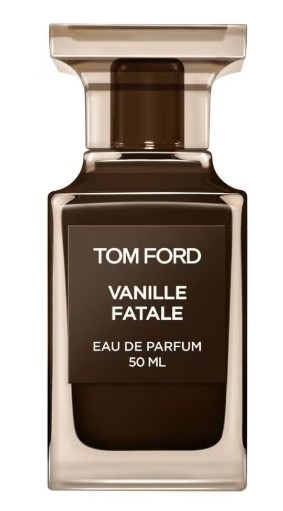 TOM FORD
VANILLE
FATALE
EAU DE PARFUM
50 ML